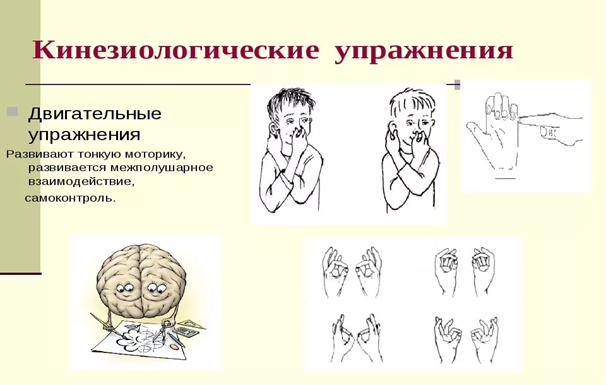 Кинезиологические упражнения
Двигательные
упражнения
Развивают тонкую моторику,
развивается межполушарное
взаимодействие,
самоконтроль.